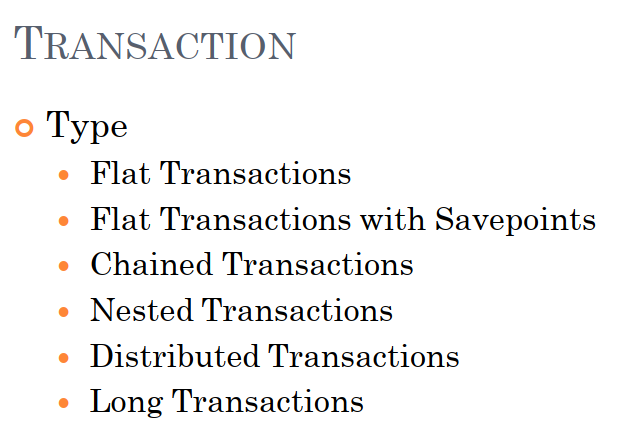 TRANSACTION
Type
Flat Transactions
Flat Transactions with Savepoints
Chained Transactions
Nested Transactions
Distributed Transactions
Long Transactions